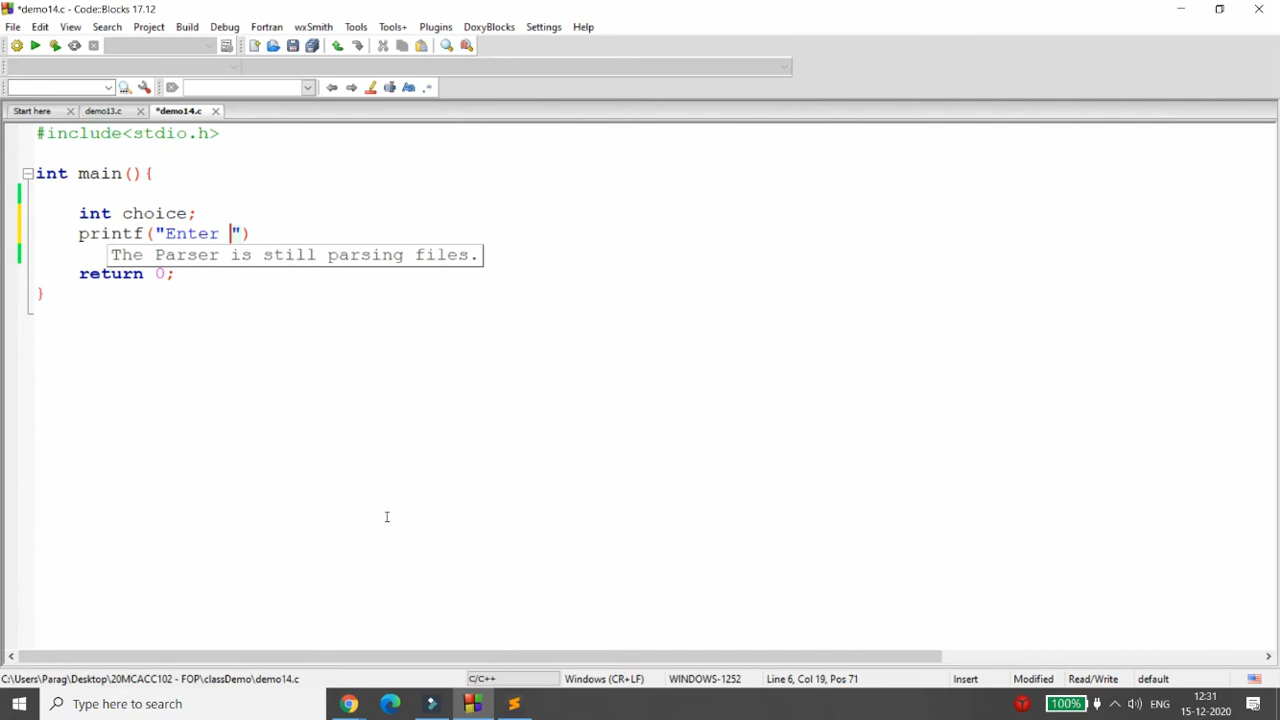 *demo14.c - Code::Blocks 17.12
File Edit View Search Project Build Debug Fortran wxSmith Tools Tools+ Plugins DoxyBlocks Settings Help
Start here demo13.c *demo14.c
#include<stdio.h>
int main(){
int choice;
printf("Enter ")
The Parser is still parsing files.
return 0;
}
C:\Users\Parag\Desktop\20MCACC102 - FOP\classDemo\demo14.c C/C++ Windows (CR+LF) WINDOWS-1252 Line 6, Col 19, Pos 71 Insert Modified Read/Write default
Type here to search 100% ENG 12:31
15-12-2020